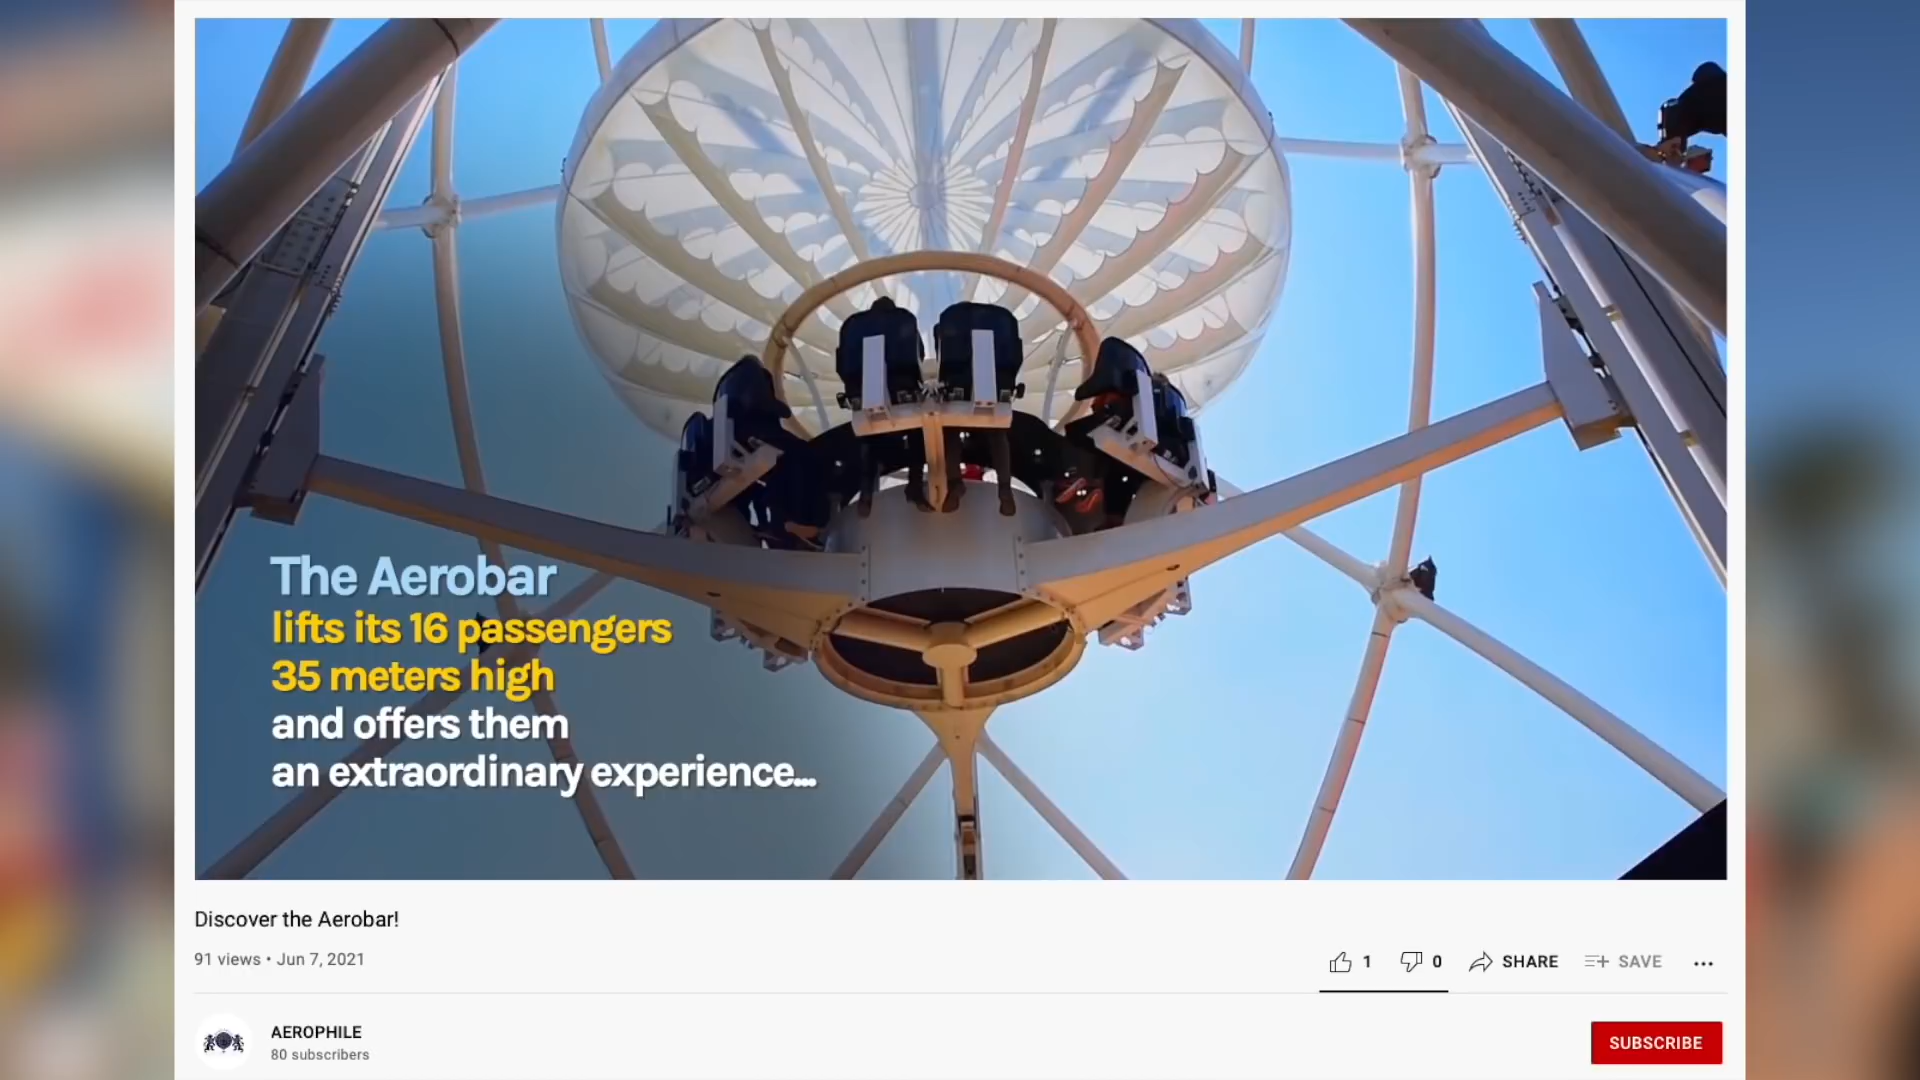 The Aerobar
lifts its 16 passengers
35 meters high
and offers them
an extraordinary experience...
Discover the Aerobar!
91 views • Jun 7, 2021
1
0
SHARE
SAVE
AEROPHILE
80 subscribers
SUBSCRIBE